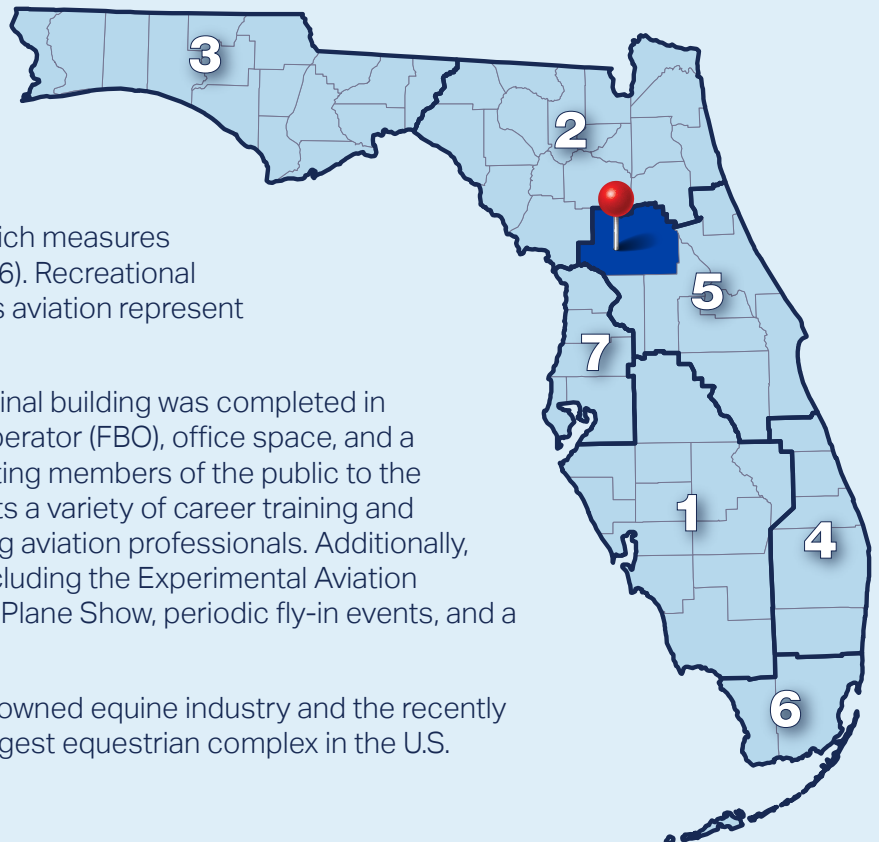 3
2
ich measures
6). Recreational
s aviation represent
5
7
inal building was completed in
perator (FBO), office space, and a
ting members of the public to the
ts a variety of career training and
g aviation professionals. Additionally,
cluding the Experimental Aviation
Plane Show, periodic fly-in events, and a
1
4
owned equine industry and the recently
gest equestrian complex in the U.S.
6